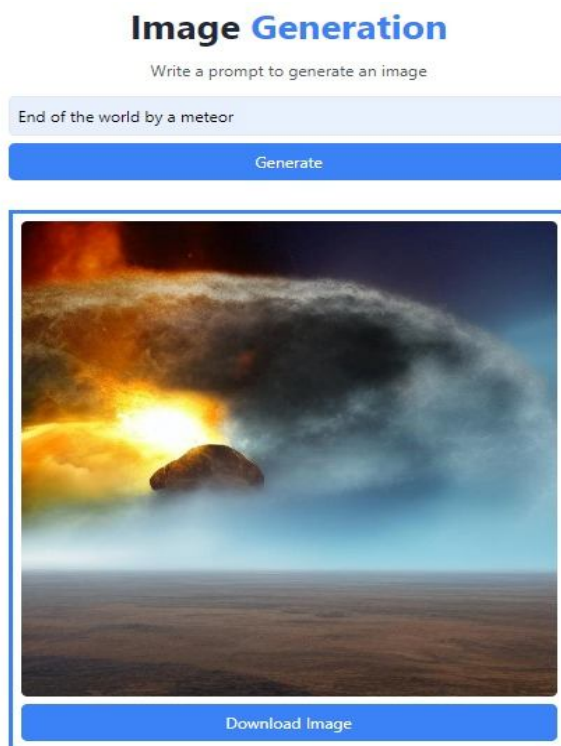 Image Generation
Write a prompt to generate an image
End of the world by a meteor
Generate
Download Image